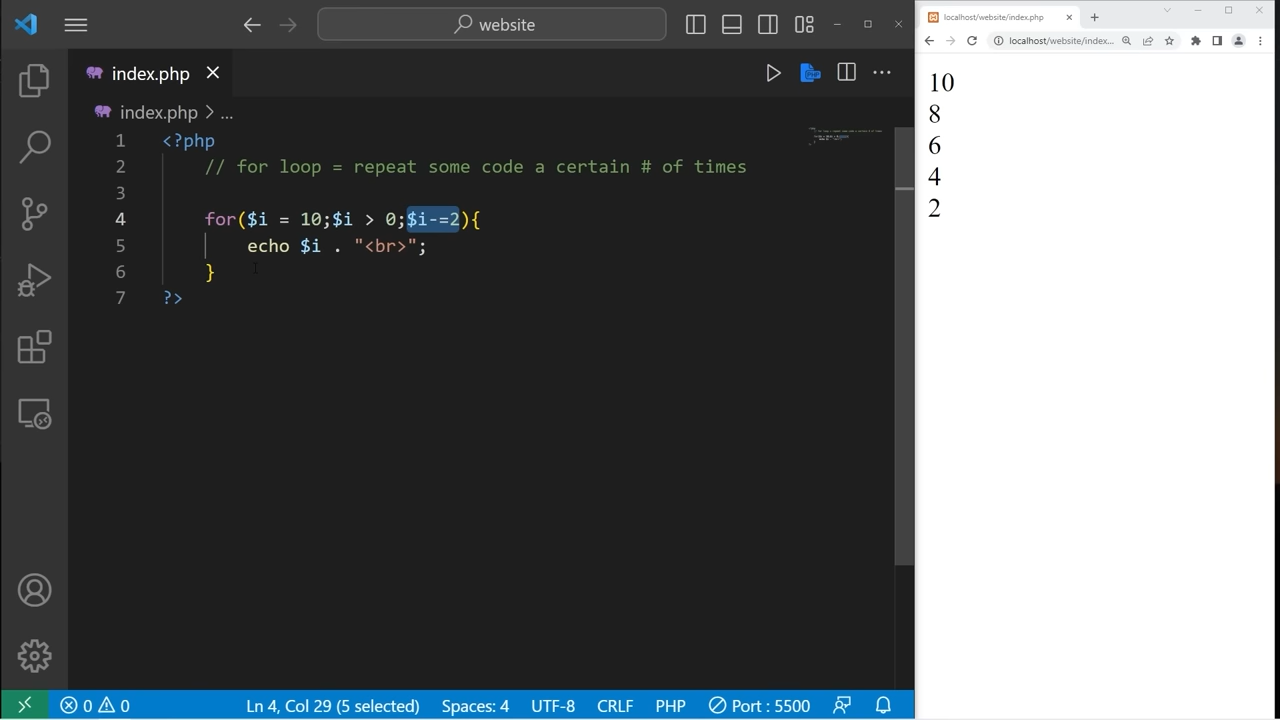 website
index.php
index.php > ...
1 <?php
2 // for loop = repeat some code a certain # of times
3
4 for($i = 10;$i > 0;$i-=2){
5 echo $i . "<br>";
6 }
7 ?>
0 0 Ln 4, Col 29 (5 selected) Spaces: 4 UTF-8 CRLF PHP Port : 5500
localhost/website/index.php
localhost/website/index...
10
8
6
4
2